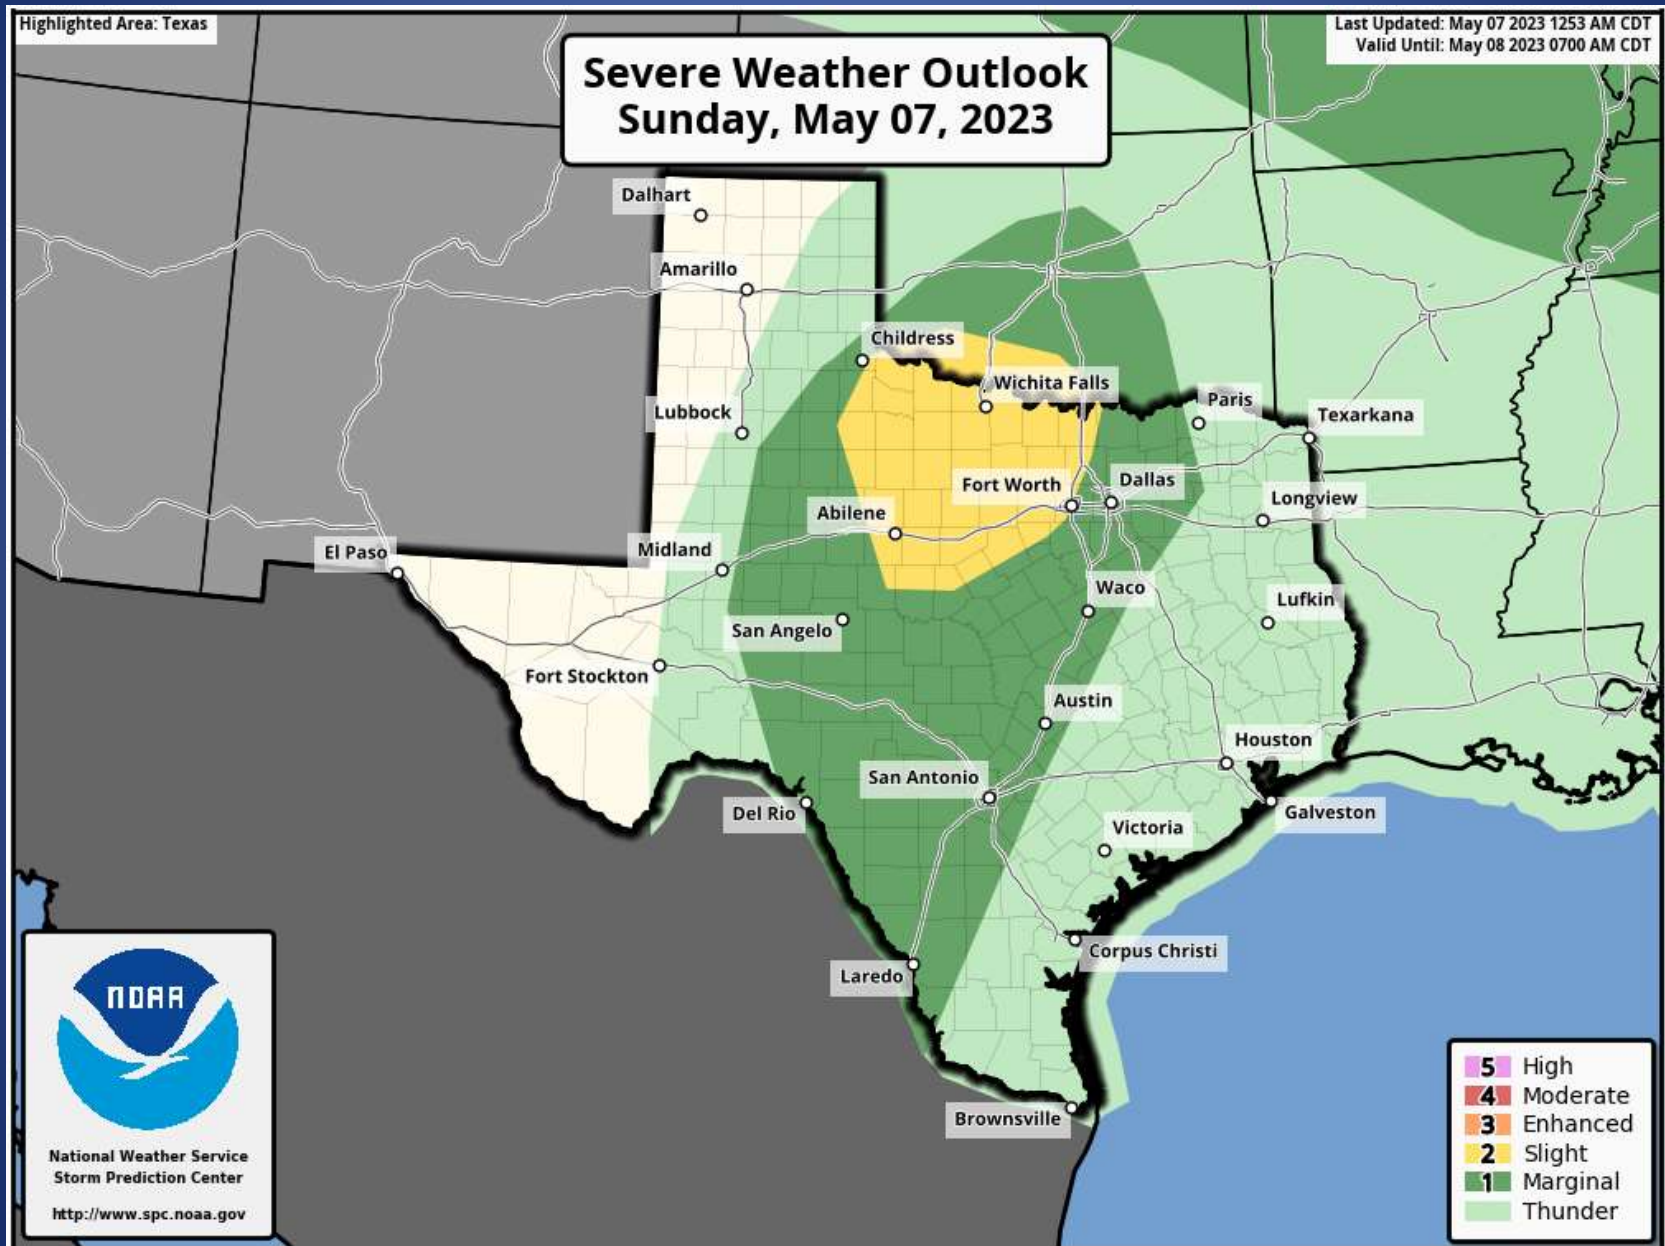 Highlighted Area: Texas
Last Updated: May 07 2023 1253 AM CDT
Valid Until: May 08 2023 0700 AM CDT
Severe Weather Outlook
Sunday, May 07, 2023
Dalhart
Amarillo
Childress
Wichita Falls
Lubbock
Paris
Texarkana
Fort Worth
Dallas
Longview
Abilene
El Paso
Midland
Waco
Lufkin
San Angelo
Fort Stockton
Austin
Houston
San Antonio
Del Rio
Galveston
Victoria
Corpus Christi
Laredo
Brownsville
NOAA
National Weather Service
Storm Prediction Center
http://www.spc.noaa.gov
5 High
4 Moderate
3 Enhanced
2 Slight
1 Marginal
Thunder